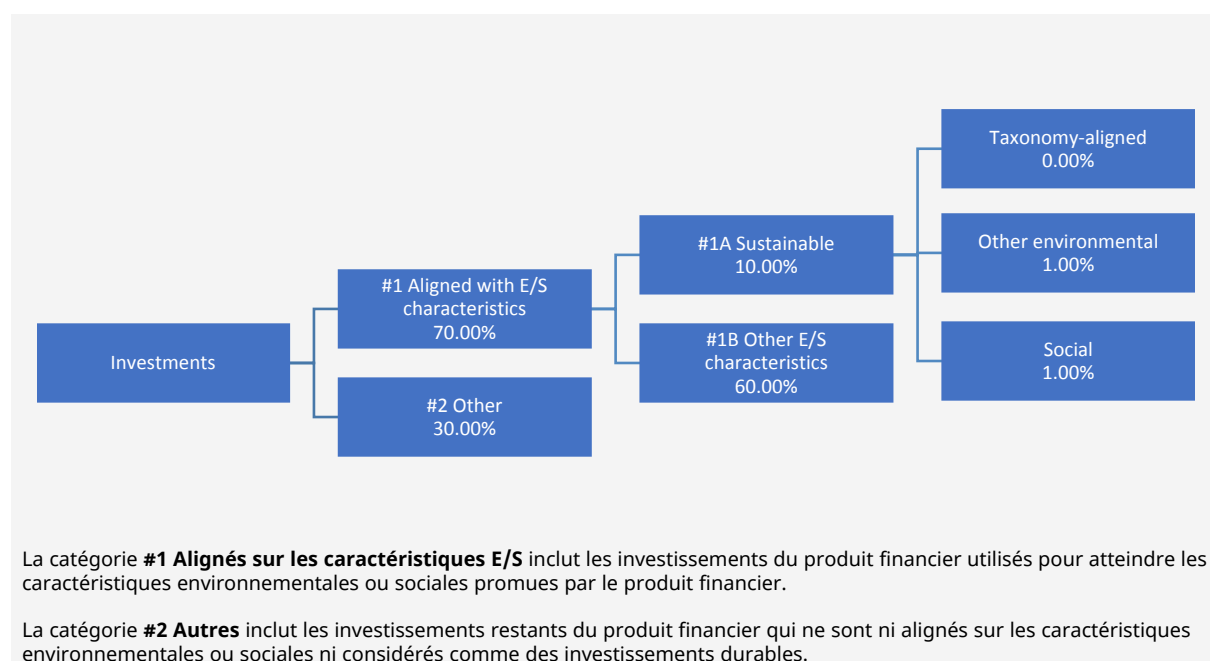 Taxonomy-aligned
0.00%
#1A Sustainable
10.00%
Other environmental
1.00%
#1 Aligned with E/S
characteristics
70.00%
Investments
#1B Other E/S
characteristics
60.00%
Social
1.00%
#2 Other
30.00%
La catégorie #1 Alignés sur les caractéristiques E/S inclut les investissements du produit financier utilisés pour atteindre les
caractéristiques environnementales ou sociales promues par le produit financier.
La catégorie #2 Autres inclut les investissements restants du produit financier qui ne sont ni alignés sur les caractéristiques
environnementales ou sociales ni considérés comme des investissements durables.